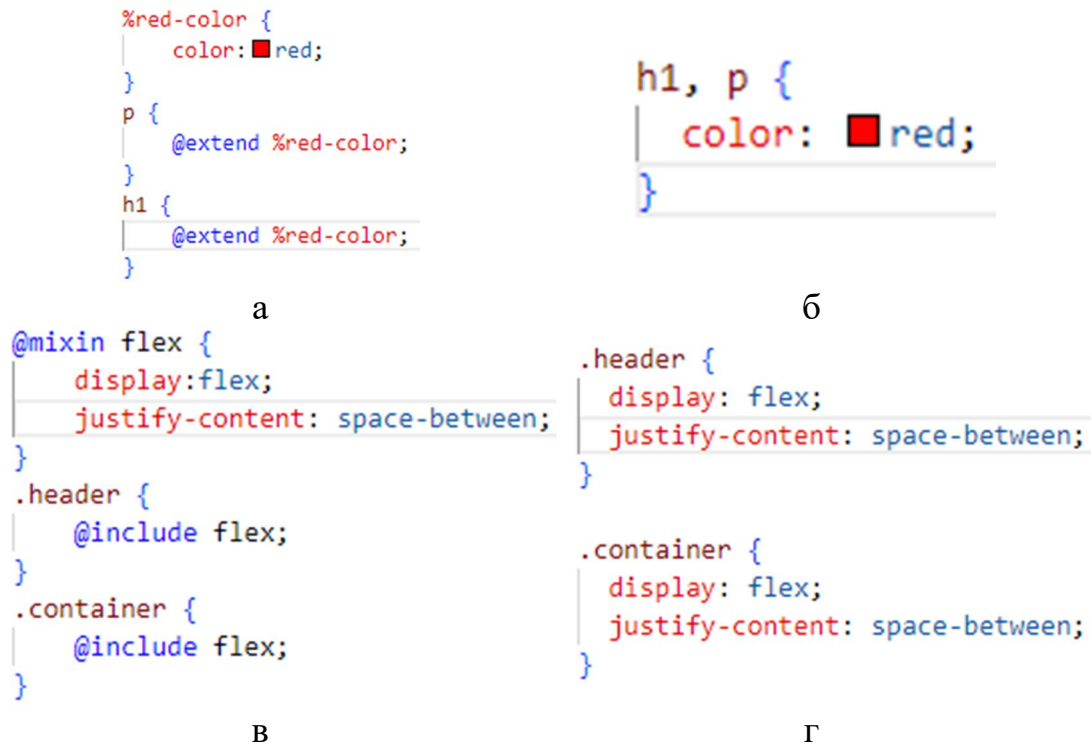 %red-color {
    color: red;
}
p {
    @extend %red-color;
}
h1 {
    @extend %red-color;
}
а
h1, p {
  color: red;
}
б
@mixin flex {
    display:flex;
    justify-content: space-between;
}
.header {
    @include flex;
}
.container {
    @include flex;
}
в
.header {
  display: flex;
  justify-content: space-between;
}
.container {
  display: flex;
  justify-content: space-between;
}
г